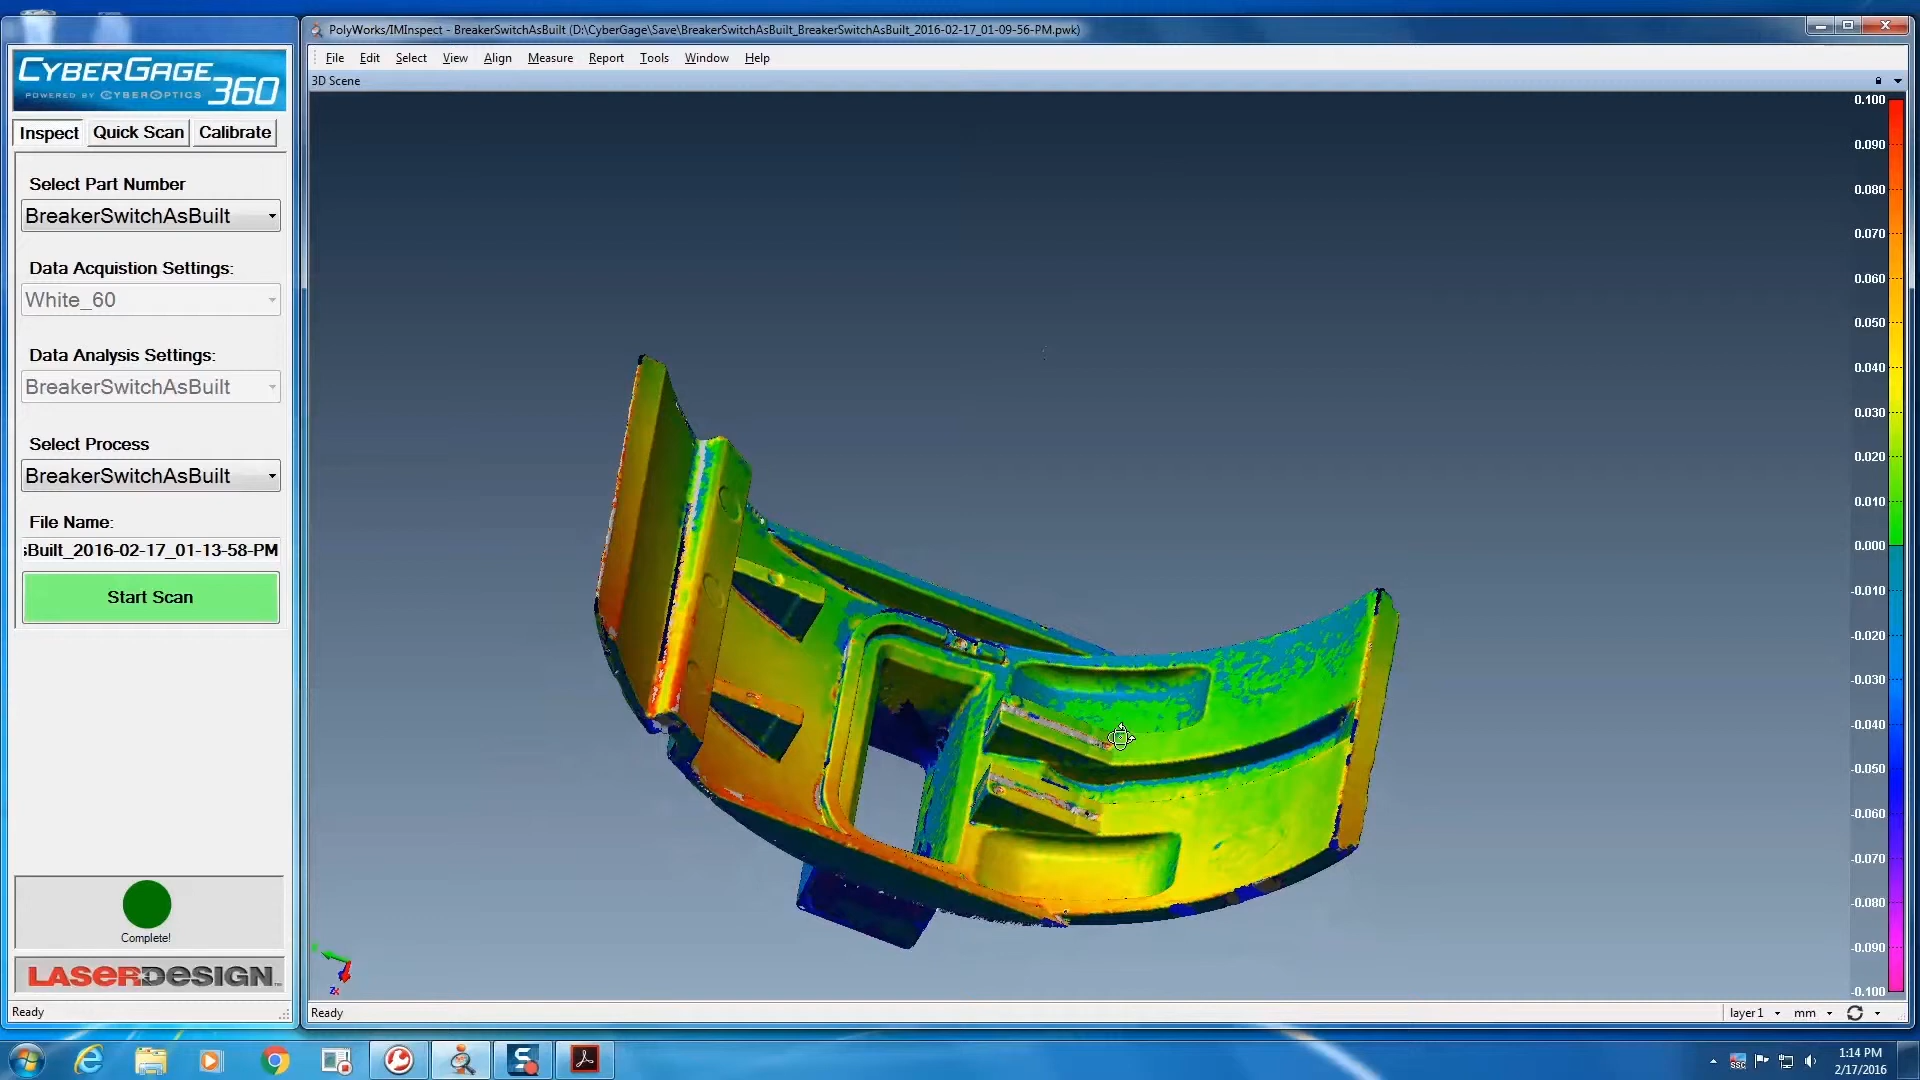 PolyWorks/IMInspect - BreakerSwitchAsBuilt (D:\CyberGage\Save\BreakerSwitchAsBuilt_BreakerSwitchAsBuilt_2016-02-17_01-09-56-PM.pwk)
File Edit Select View Align Measure Report Tools Window Help
3D Scene
CYBERGAGE
POWERED BY CYBEROPTICS 360
Inspect Quick Scan Calibrate
Select Part Number
BreakerSwitchAsBuilt
Data Acquistion Settings:
White_60
Data Analysis Settings:
BreakerSwitchAsBuilt
Select Process
BreakerSwitchAsBuilt
File Name:
sBuilt_2016-02-17_01-13-58-PM
Start Scan
Complete!
LASERDESIGN
Ready
0.100
0.090
0.080
0.070
0.060
0.050
0.040
0.030
0.020
0.010
0.000
-0.010
-0.020
-0.030
-0.040
-0.050
-0.060
-0.070
-0.080
-0.090
-0.100
Ready
layer1 mm
1:14 PM
2/17/2016